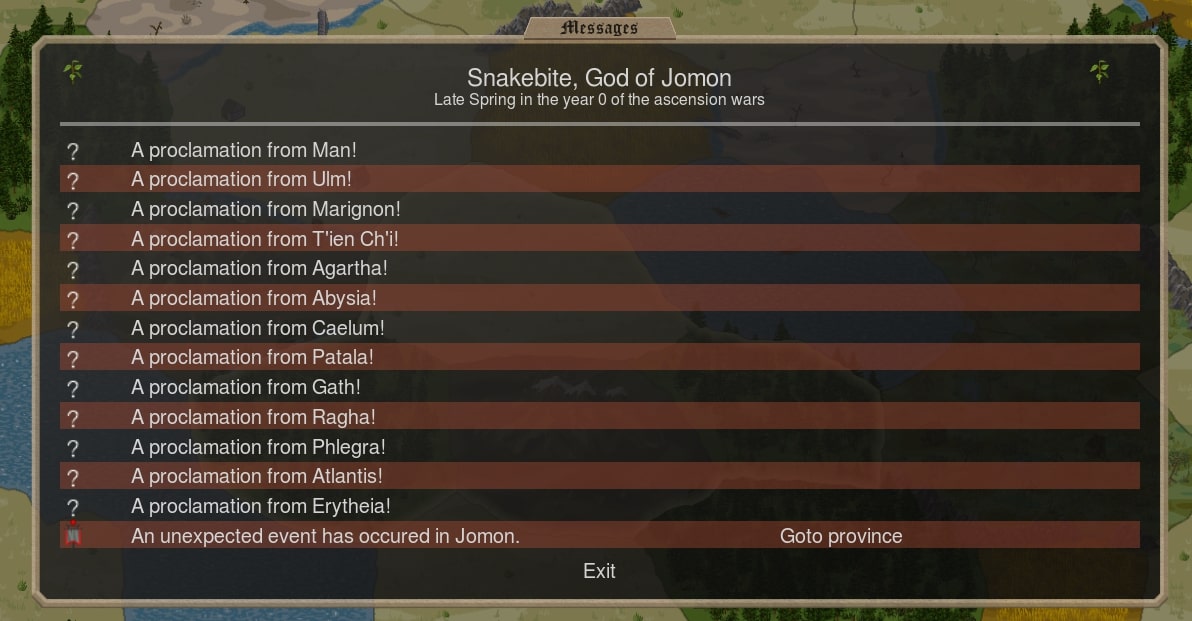 Messages
Snakebite, God of Jomon
Late Spring in the year 0 of the ascension wars
? A proclamation from Man!
? A proclamation from Ulm!
? A proclamation from Marignon!
? A proclamation from T'ien Ch'i!
? A proclamation from Agartha!
? A proclamation from Abysia!
? A proclamation from Caelum!
? A proclamation from Patala!
? A proclamation from Gath!
? A proclamation from Ragha!
? A proclamation from Phlegra!
? A proclamation from Atlantis!
? A proclamation from Erytheia!
An unexpected event has occured in Jomon. Goto province
Exit